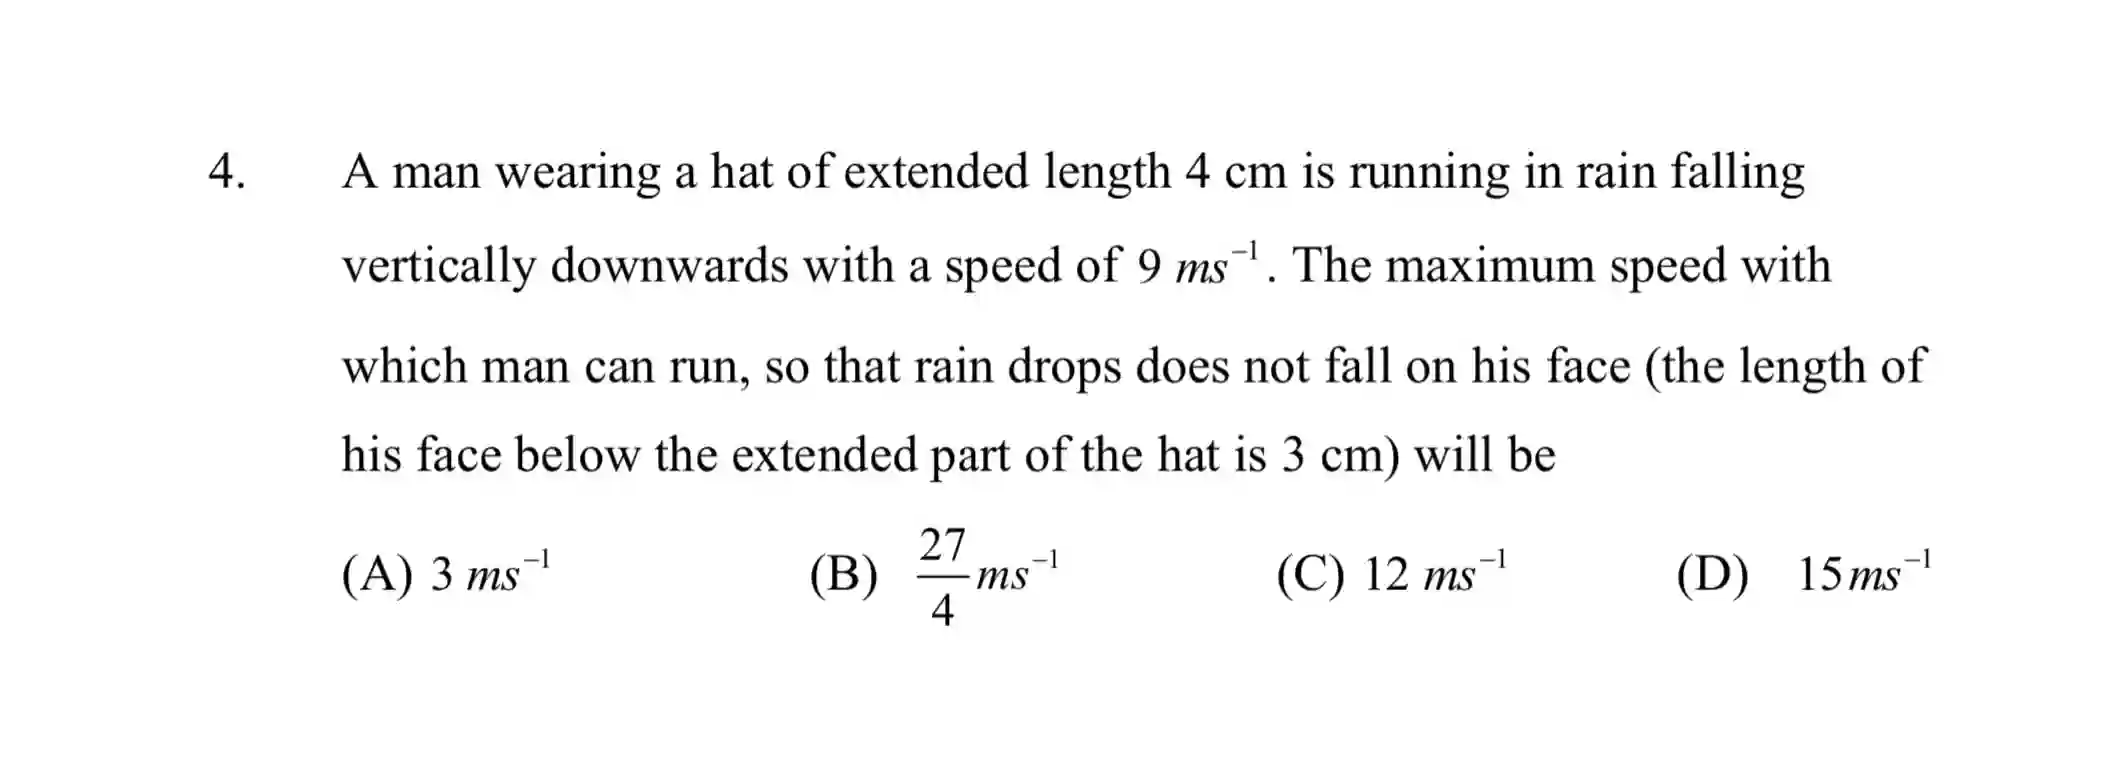 4. A man wearing a hat of extended length 4 cm is running in rain falling
vertically downwards with a speed of 9 ms⁻¹. The maximum speed with
which man can run, so that rain drops does not fall on his face (the length of
his face below the extended part of the hat is 3 cm) will be
(A) 3 ms⁻¹ (B) 27/4 ms⁻¹ (C) 12 ms⁻¹ (D) 15 ms⁻¹